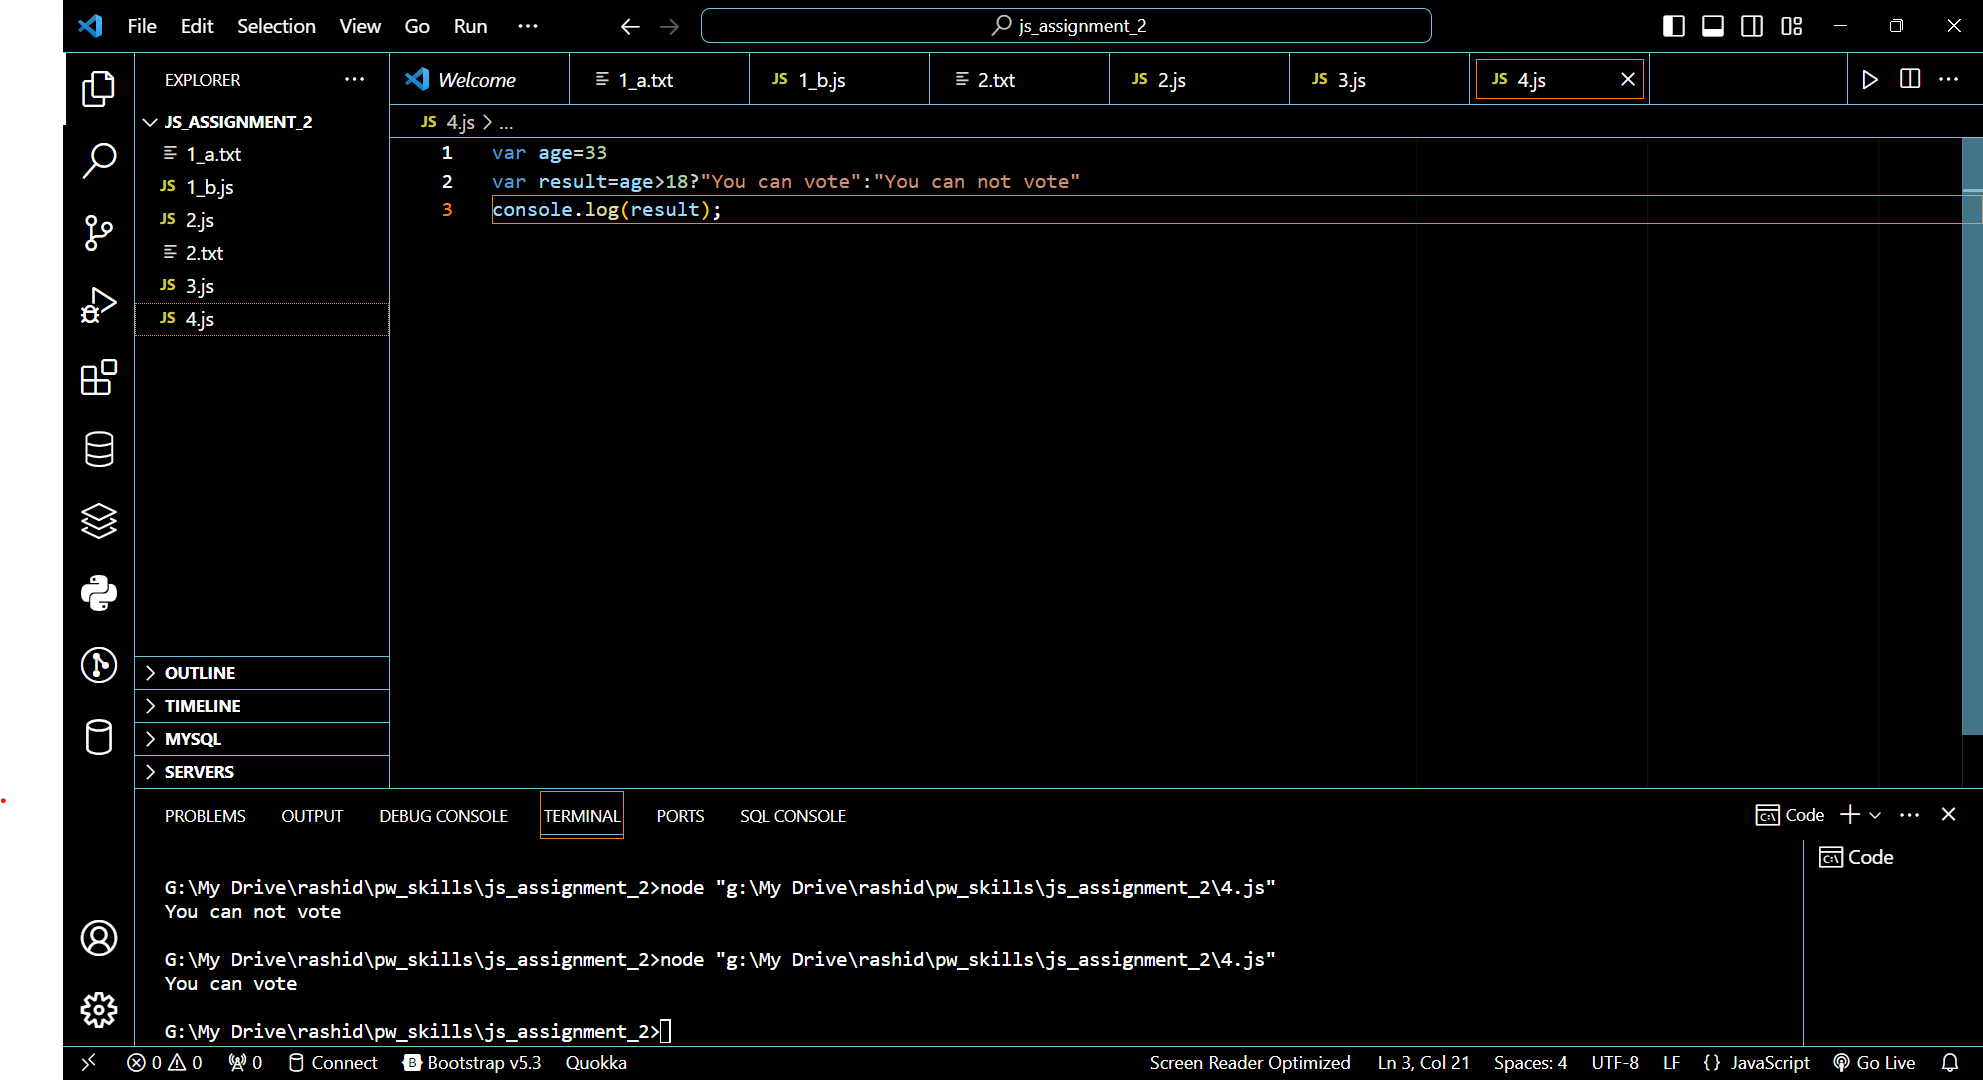 File Edit Selection View Go Run ...
js_assignment_2
EXPLORER ...
Welcome
1_a.txt
JS 1_b.js
2.txt
JS 2.js
JS 3.js
JS 4.js
JS_ASSIGNMENT_2
1_a.txt
JS 1_b.js
JS 2.js
2.txt
JS 3.js
JS 4.js
JS 4.js > ...
1 var age=33
2 var result=age>18?"You can vote":"You can not vote"
3 console.log(result);
OUTLINE
TIMELINE
MYSQL
SERVERS
PROBLEMS OUTPUT DEBUG CONSOLE TERMINAL PORTS SQL CONSOLE
Code
Code
G:\My Drive\rashid\pw_skills\js_assignment_2>node "g:\My Drive\rashid\pw_skills\js_assignment_2\4.js"
You can not vote
G:\My Drive\rashid\pw_skills\js_assignment_2>node "g:\My Drive\rashid\pw_skills\js_assignment_2\4.js"
You can vote
G:\My Drive\rashid\pw_skills\js_assignment_2>
0 0 0 Connect B Bootstrap v5.3 Quokka Screen Reader Optimized Ln 3, Col 21 Spaces: 4 UTF-8 LF {} JavaScript Go Live